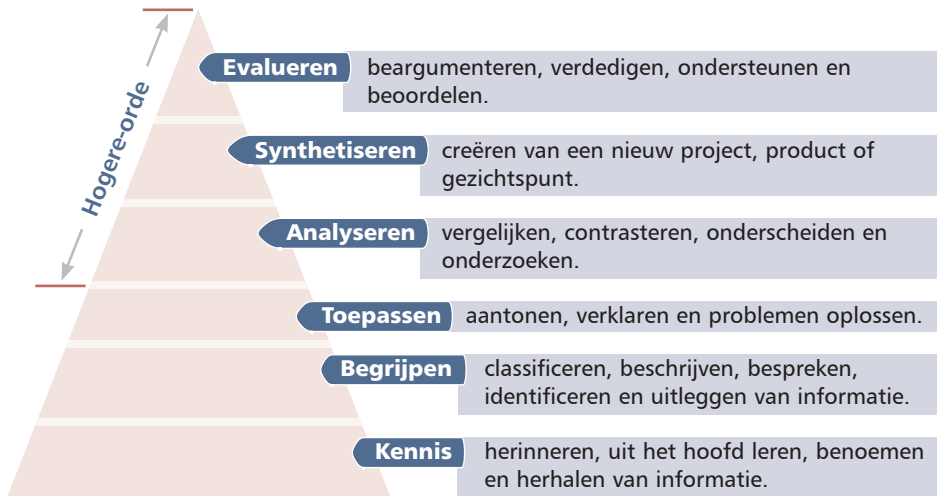 Hogere-orde
Evalueren
beargumenteren, verdedigen, ondersteunen en
beoordelen.
Synthetiseren
creëren van een nieuw project, product of
gezichtspunt.
Analyseren
vergelijken, contrasteren, onderscheiden en
onderzoeken.
Toepassen
aantonen, verklaren en problemen oplossen.
Begrijpen
classificeren, beschrijven, bespreken,
identificeren en uitleggen van informatie.
Kennis
herinneren, uit het hoofd leren, benoemen
en herhalen van informatie.